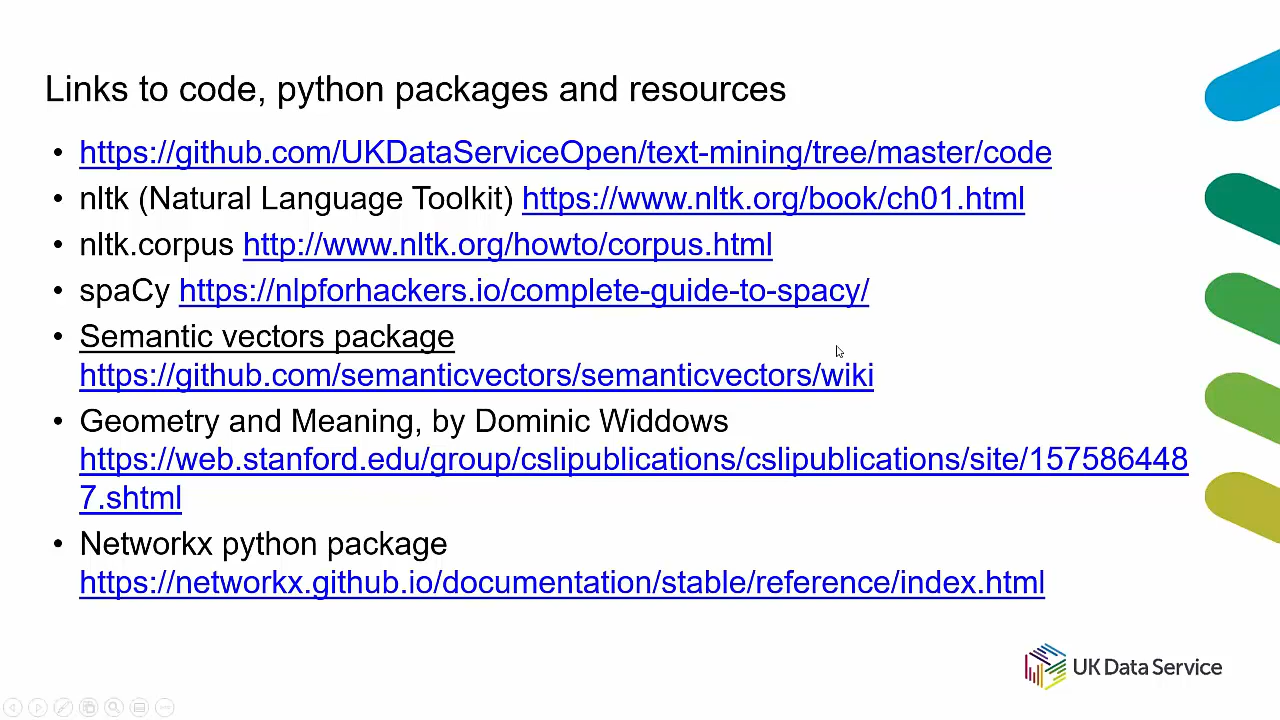 Links to code, python packages and resources
• https://github.com/UKDataServiceOpen/text-mining/tree/master/code
• nltk (Natural Language Toolkit) https://www.nltk.org/book/ch01.html
• nltk.corpus http://www.nltk.org/howto/corpus.html
• spaCy https://nlpforhackers.io/complete-guide-to-spacy/
• Semantic vectors package
https://github.com/semanticvectors/semanticvectors/wiki
• Geometry and Meaning, by Dominic Widdows
https://web.stanford.edu/group/cslipublications/cslipublications/site/157586448
7.shtml
• Networkx python package
https://networkx.github.io/documentation/stable/reference/index.html
UK Data Service